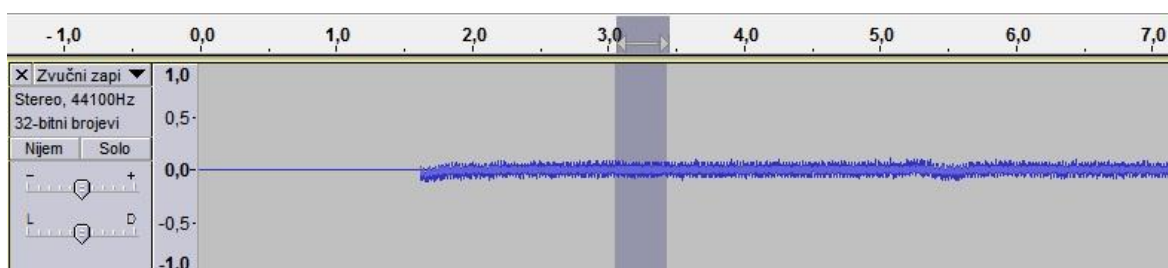 - 1,0 0,0 1,0 2,0 3,0 4,0 5,0 6,0 7,0
X Zvučni zapi 1,0
Stereo, 44100Hz
32-bitni brojevi 0,5
Nijem Solo
- + 0,0
L D -0,5
-1,0